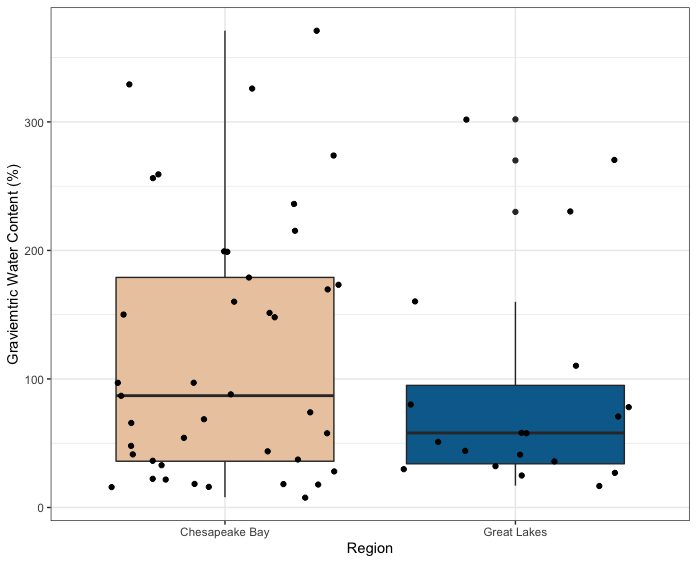 Graviemtric Water Content (%)
300
200
100
0
Chesapeake Bay
Great Lakes
Region